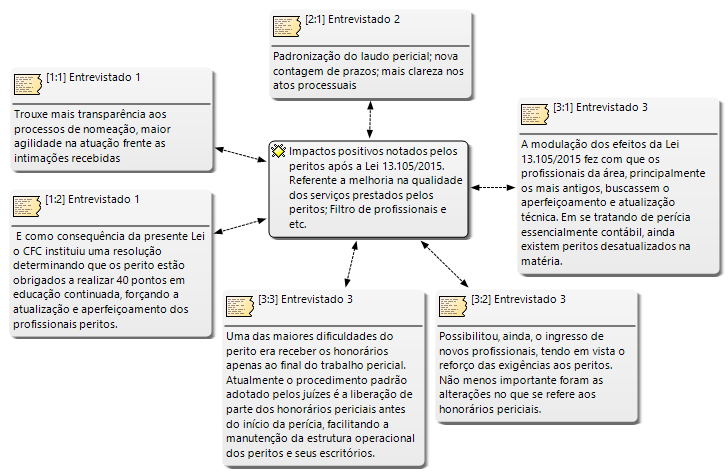 [2:1] Entrevistado 2
Padronização do laudo pericial; nova
contagem de prazos; mais clareza nos
atos processuais
[1:1] Entrevistado 1
Trouxe mais transparência aos
processos de nomeação, maior
agilidade na atuação frente as
intimações recebidas
[3:1] Entrevistado 3
A modulação dos efeitos da Lei
13.105/2015 fez com que os
profissionais da área, principalmente
os mais antigos, buscassem o
aperfeiçoamento e atualização
técnica. Em se tratando de perícia
essencialmente contábil, ainda
existem peritos desatualizados na
matéria.
Impactos positivos notados pelos
peritos após a Lei 13.105/2015.
Referente a melhoria na qualidade
dos serviços prestados pelos
peritos; Filtro de profissionais e
etc.
[1:2] Entrevistado 1
E como consequência da presente Lei
o CFC instituiu uma resolução
determinando que os perito estão
obrigados a realizar 40 pontos em
educação continuada, forçando a
atualização e aperfeiçoamento dos
profissionais peritos.
[3:3] Entrevistado 3
Uma das maiores dificuldades do
perito era receber os honorários
apenas ao final do trabalho pericial.
Atualmente o procedimento padrão
adotado pelos juízes é a liberação de
parte dos honorários periciais antes
do início da perícia, facilitando a
manutenção da estrutura operacional
dos peritos e seus escritórios.
[3:2] Entrevistado 3
Possibilitou, ainda, o ingresso de
novos profissionais, tendo em vista o
reforço das exigências aos peritos.
Não menos importante foram as
alterações no que se refere aos
honorários periciais.